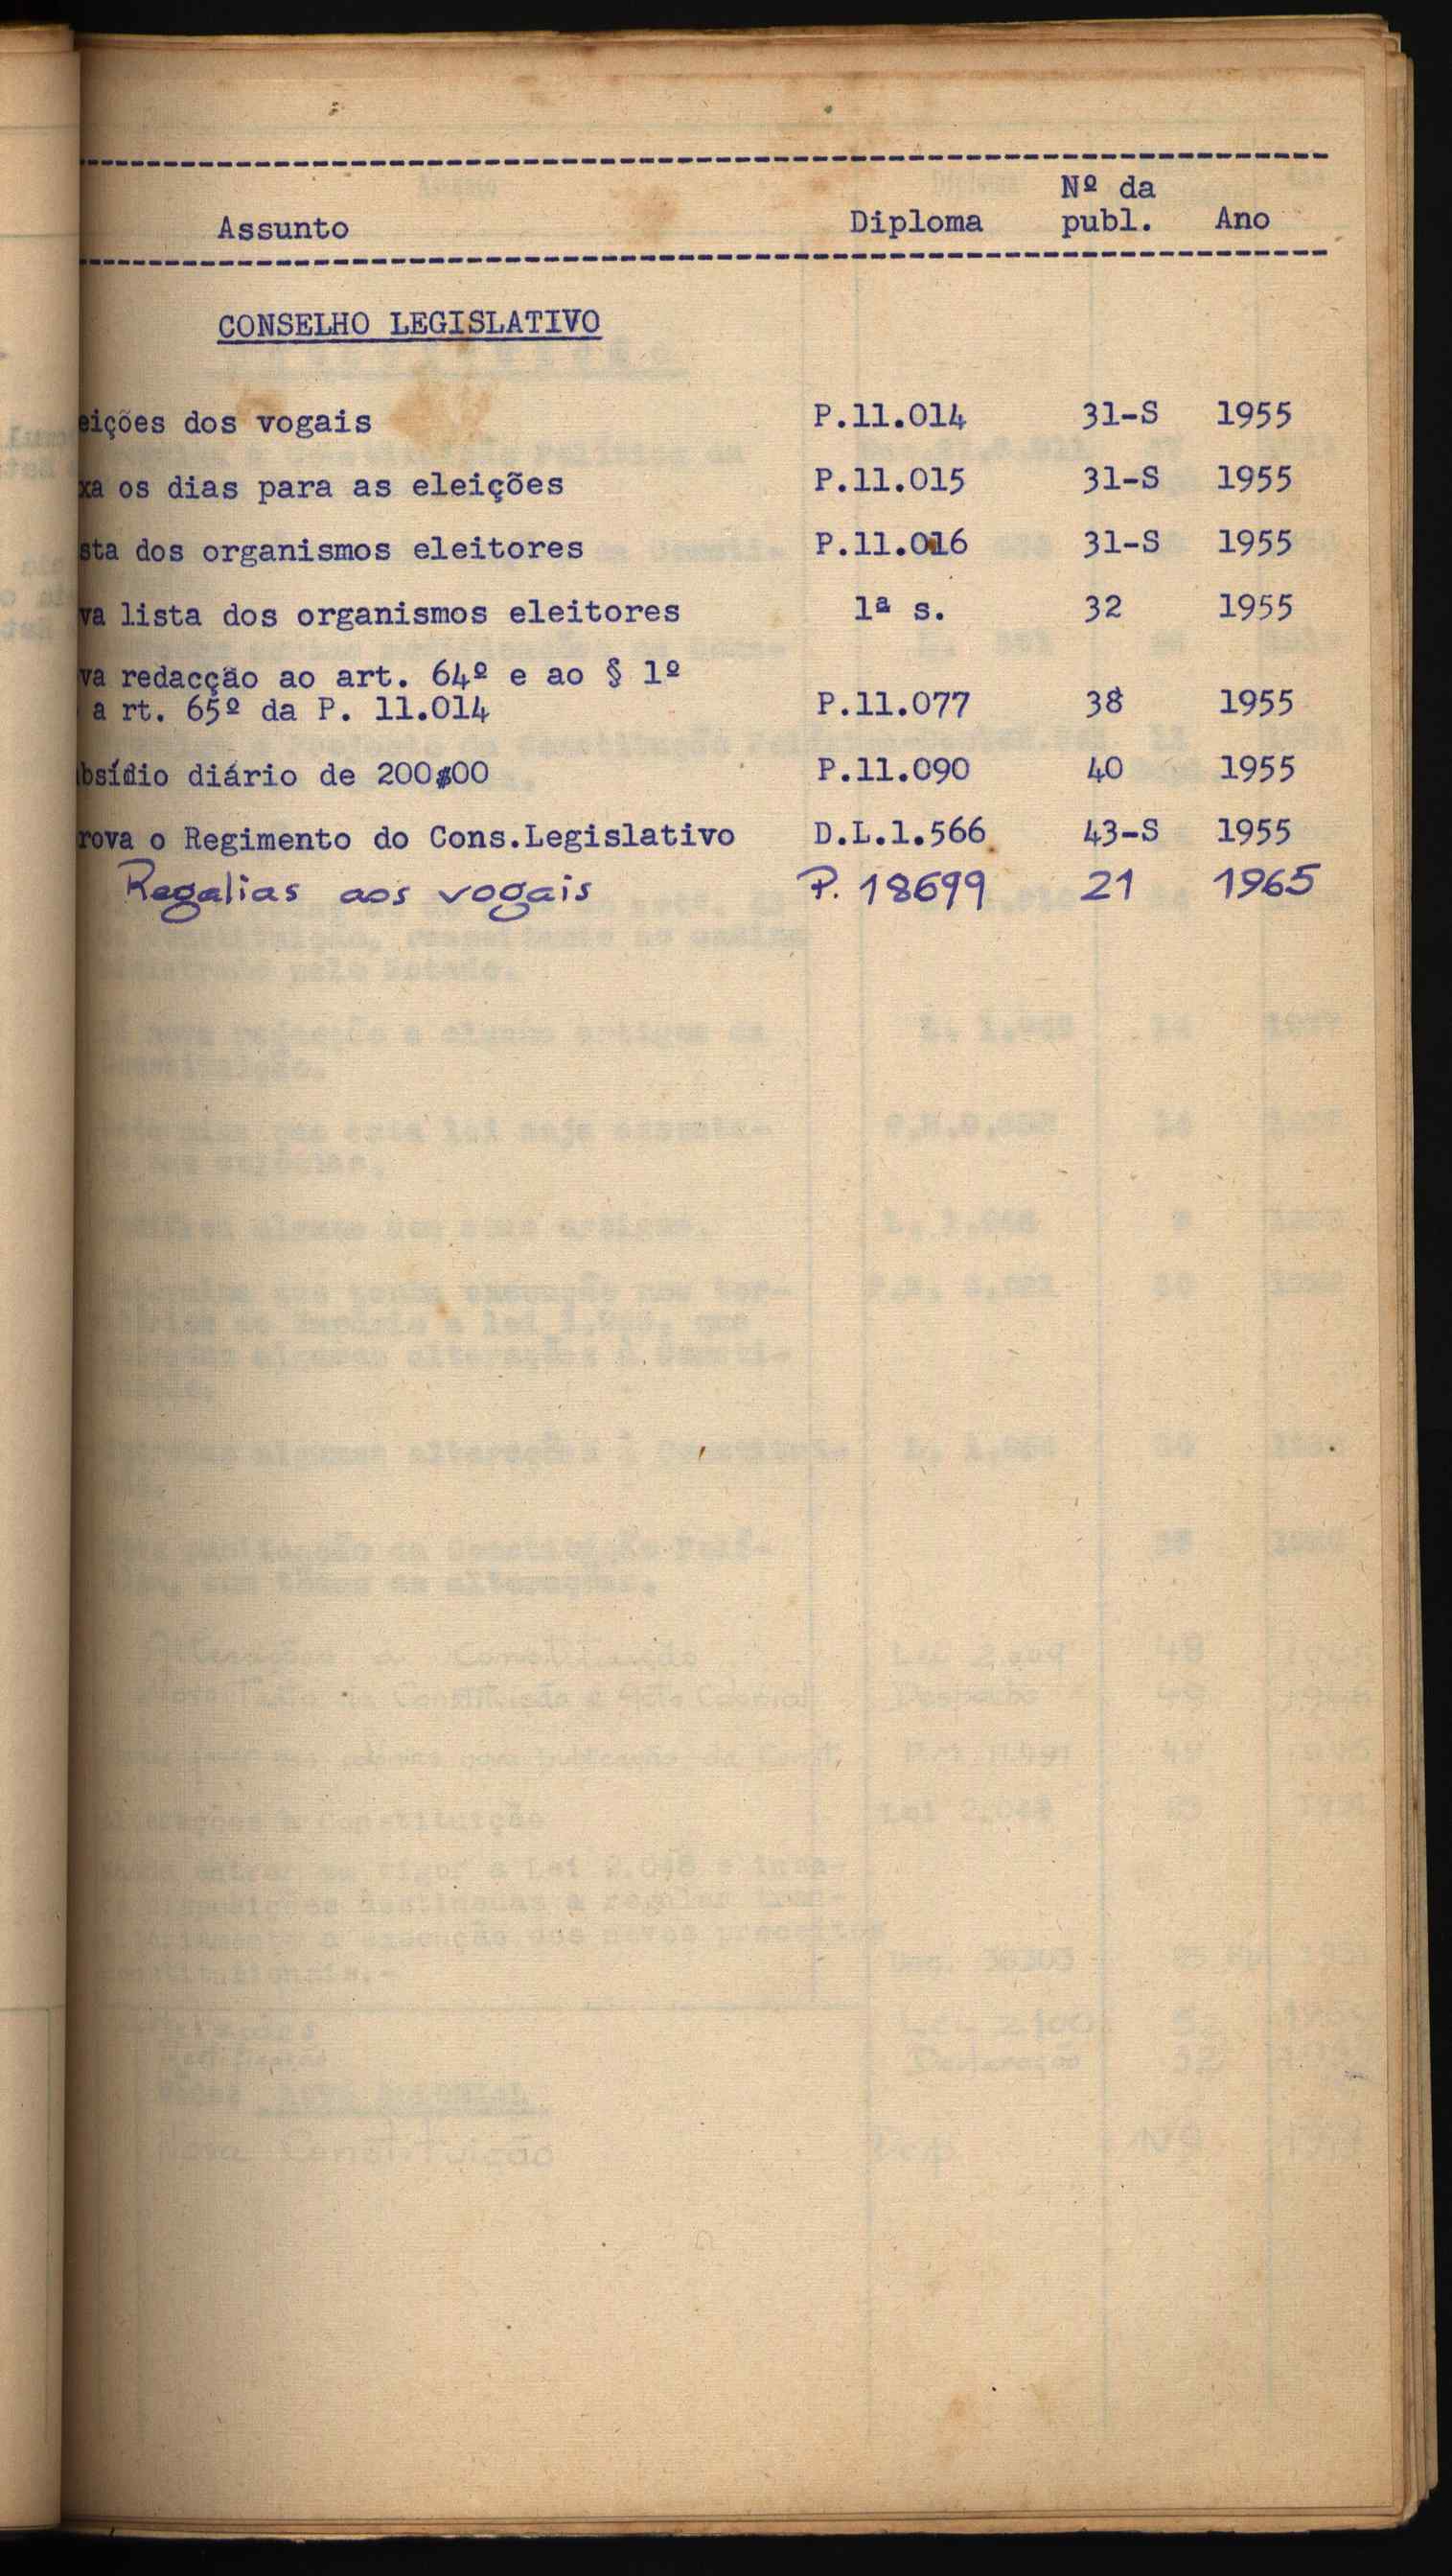 Assunto Diploma Nº da publ. Ano
CONSELHO LEGISLATIVO
eições dos vogais P.11.014 31-S 1955
xa os dias para as eleições P.11.015 31-S 1955
sta dos organismos eleitores P.11.016 31-S 1955
va lista dos organismos eleitores 1ª s. 32 1955
va redacção ao art. 64º e ao § 1º
a rt. 65º da P. 11.014 P.11.077 38 1955
bsídio diário de 200$00 P.11.090 40 1955
rova o Regimento do Cons.Legislativo D.L.1.566 43-S 1955
Regalias aos vogais P. 18699 21 1965